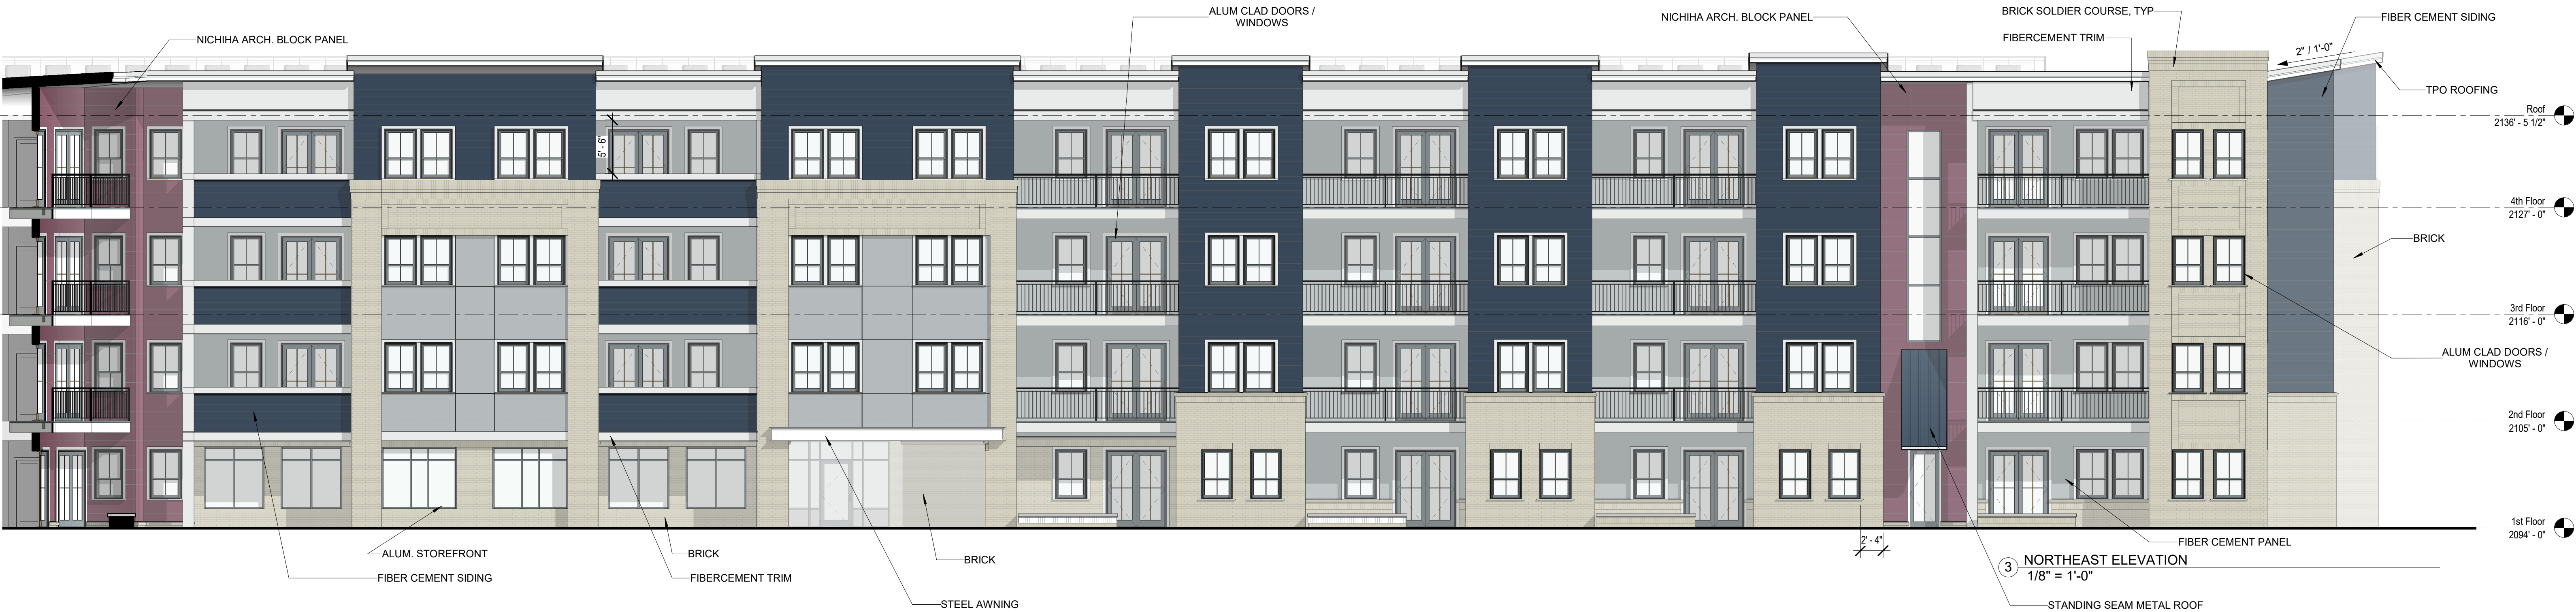 ALUM CLAD DOORS /
WINDOWS
NICHIHA ARCH. BLOCK PANEL
BRICK SOLDIER COURSE, TYP
FIBER CEMENT SIDING
NICHIHA ARCH. BLOCK PANEL
FIBERCEMENT TRIM
2" / 1'-0"
TPO ROOFING
Roof
2136' - 5 1/2"
5' - 6"
4th Floor
2127' - 0"
BRICK
3rd Floor
2116' - 0"
ALUM CLAD DOORS /
WINDOWS
2nd Floor
2105' - 0"
1st Floor
2094' - 0"
2' - 4"
FIBER CEMENT PANEL
ALUM. STOREFRONT
BRICK
BRICK
3
NORTHEAST ELEVATION
1/8" = 1'-0"
FIBER CEMENT SIDING
FIBERCEMENT TRIM
STEEL AWNING
STANDING SEAM METAL ROOF